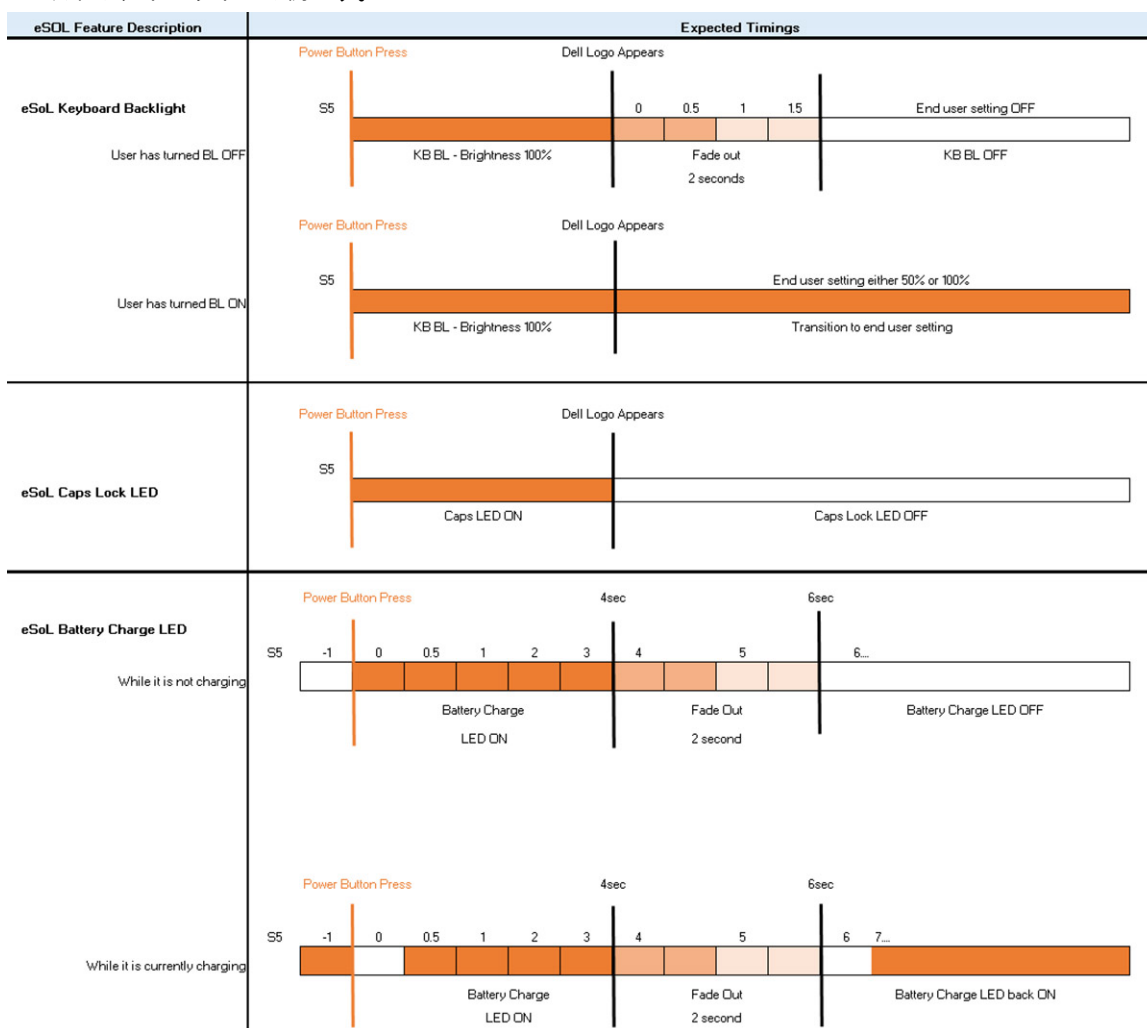 eSOL Feature Description
Expected Timings
Power Button Press
Dell Logo Appears
eSoL Keyboard Backlight
S5
0 0.5 1 1.5
End user setting OFF
User has turned BL OFF
KB BL - Brightness 100%
Fade out
KB BL OFF
2 seconds
Power Button Press
Dell Logo Appears
S5
End user setting either 50% or 100%
User has turned BL ON
KB BL - Brightness 100%
Transition to end user setting
Power Button Press
Dell Logo Appears
S5
eSoL Caps Lock LED
Caps LED ON
Caps Lock LED OFF
Power Button Press
4sec
6sec
eSoL Battery Charge LED
S5 -1 0 0.5 1 2 3 4 5 6...
While it is not charging
Battery Charge
Fade Out
Battery Charge LED OFF
LED ON
2 second
Power Button Press
4sec
6sec
S5 -1 0 0.5 1 2 3 4 5 6 7...
While it is currently charging
Battery Charge
Fade Out
Battery Charge LED back ON
LED ON
2 second